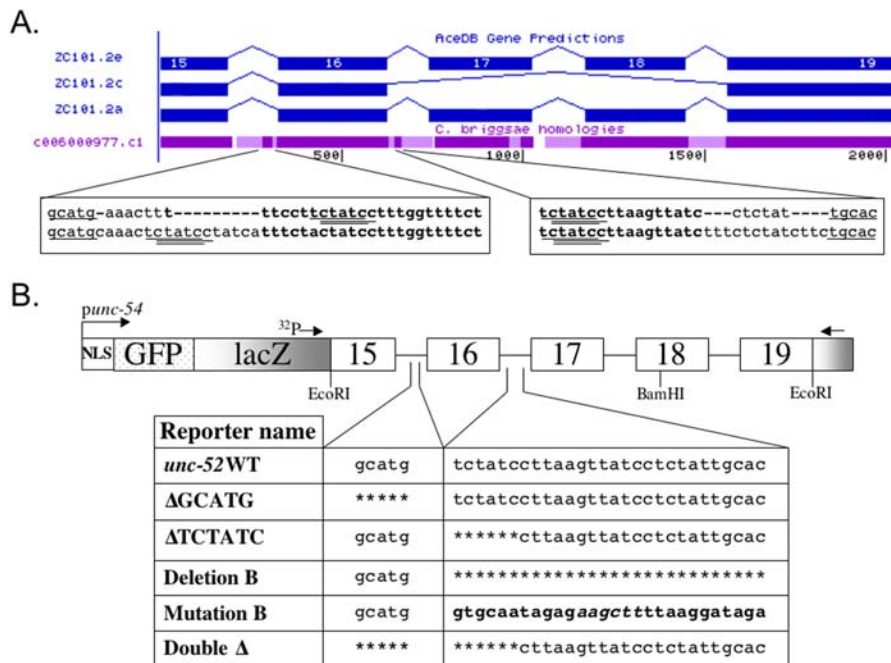 A.
AceDB Gene Predictions
ZC101.2e
15 16 17 18 19
ZC101.2c
ZC101.2a
C. briggsae homologies
c006000977.c1
500 1000 1500 2000
gcatg-aaacttt---------ttccttctatcctttggttttct
gcatgcaaactctatcctatcatttctactatcctttggttttct
tctatccttaagttatc---ctctat----tgcac
tctatccttaagttatctttctctatcttctgcac
B.
punc-54
32P
NLS GFP lacZ 15 16 17 18 19
EcoRI BamHI EcoRI
Reporter name
unc-52WT gcatg tctatccttaagttatcctctattgcac
ΔGCATG ***** tctatccttaagttatcctctattgcac
ΔTCTATC gcatg ******cttaagttatcctctattgcac
Deletion B gcatg ****************************
Mutation B gcatg gtgcaatagagaagcttttaaggataga
Double Δ ***** ******cttaagttatcctctattgcac